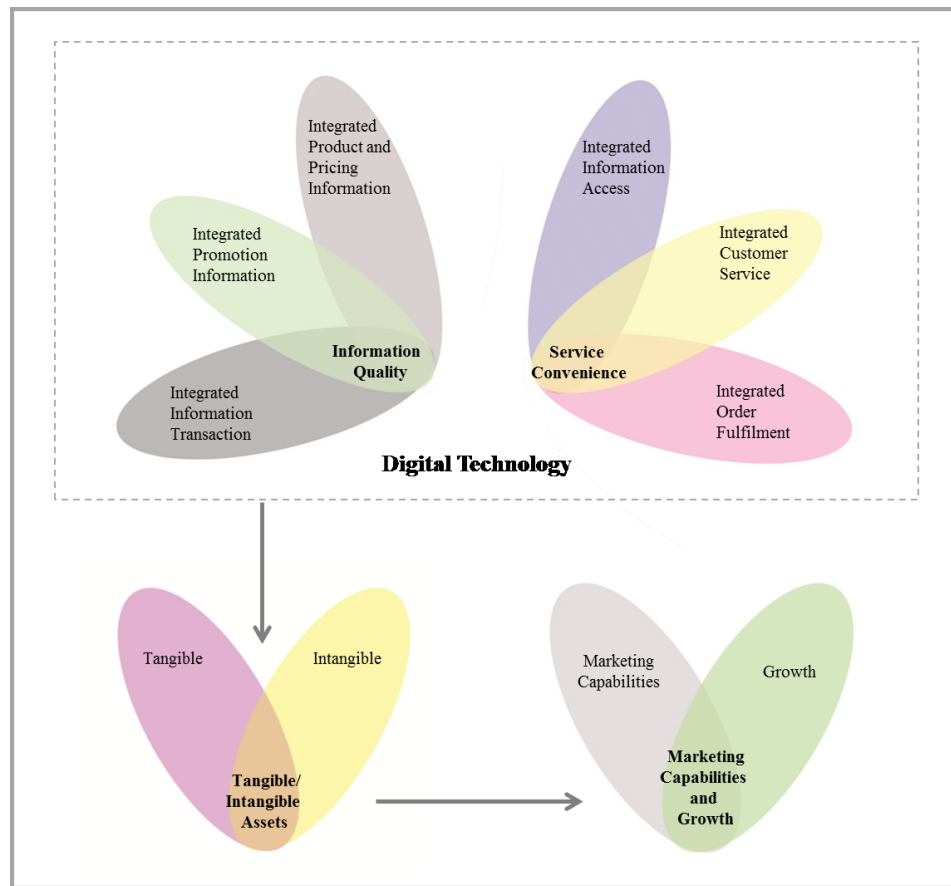 Integrated
Product and
Pricing
Information
Integrated
Information
Access
Integrated
Promotion
Information
Integrated
Customer
Service
Information
Quality
Service
Convenience
Integrated
Information
Transaction
Integrated
Order
Fulfilment
Digital Technology
Tangible
Intangible
Marketing
Capabilities
Growth
Tangible/
Intangible
Assets
Marketing
Capabilities
and
Growth